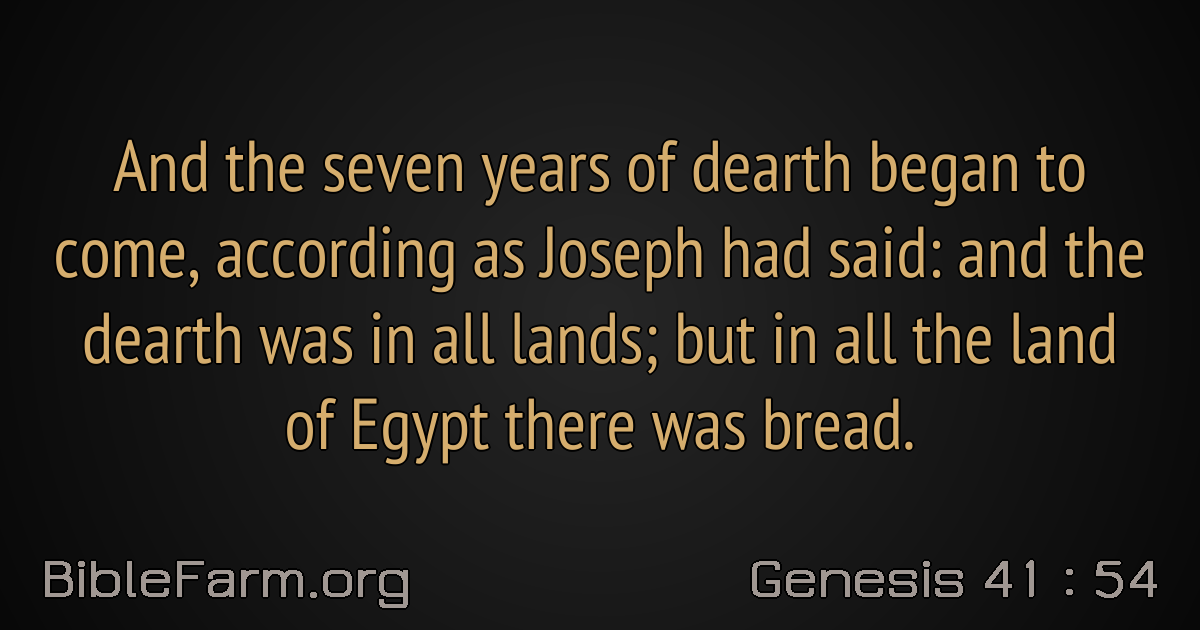 And the seven years of dearth began to
come, according as Joseph had said: and the
dearth was in all lands; but in all the land
of Egypt there was bread.
BibleFarm.org
Genesis 41 : 54